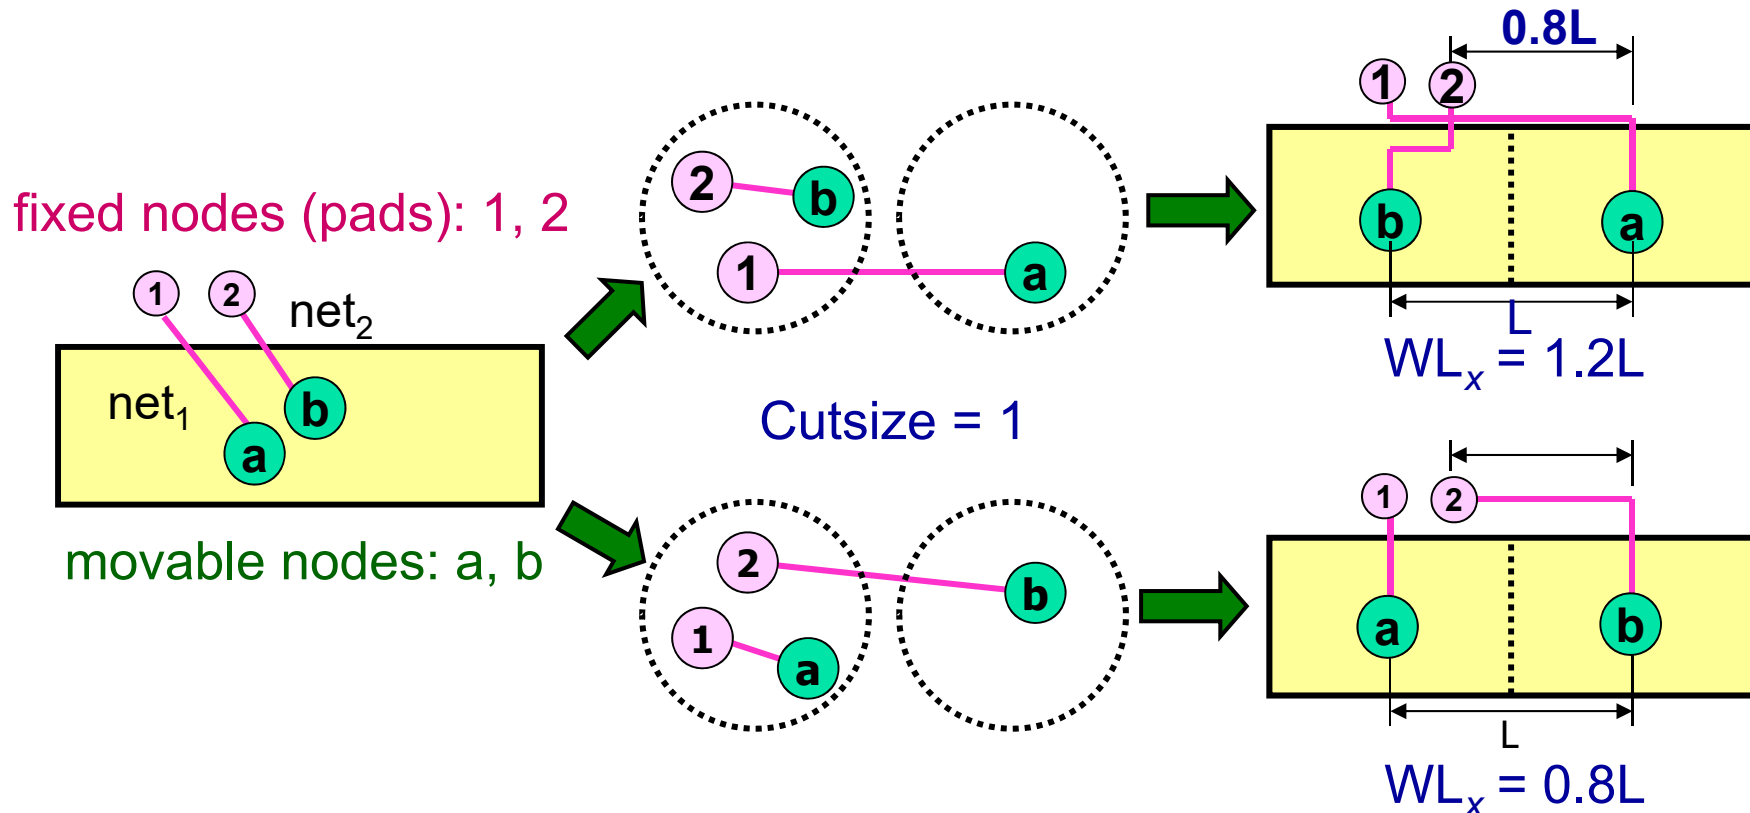 fixed nodes (pads): 1, 2
1
2
net₂
net₁
b
a
movable nodes: a, b
2
b
1
a
Cutsize = 1
2
b
1
a
0.8L
1
2
b
a
L
WLₓ = 1.2L
1
2
a
b
L
WLₓ = 0.8L